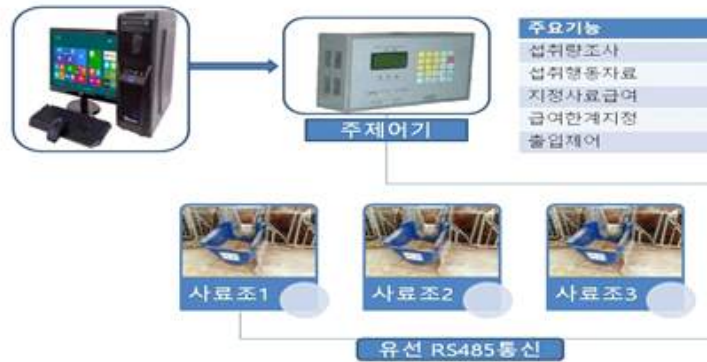 주요기능
섭취량조사
섭취행동자료
지정사료급여
급여한계지정
출입제어
주제어기
사료조1
사료조2
사료조3
유선 RS485통신